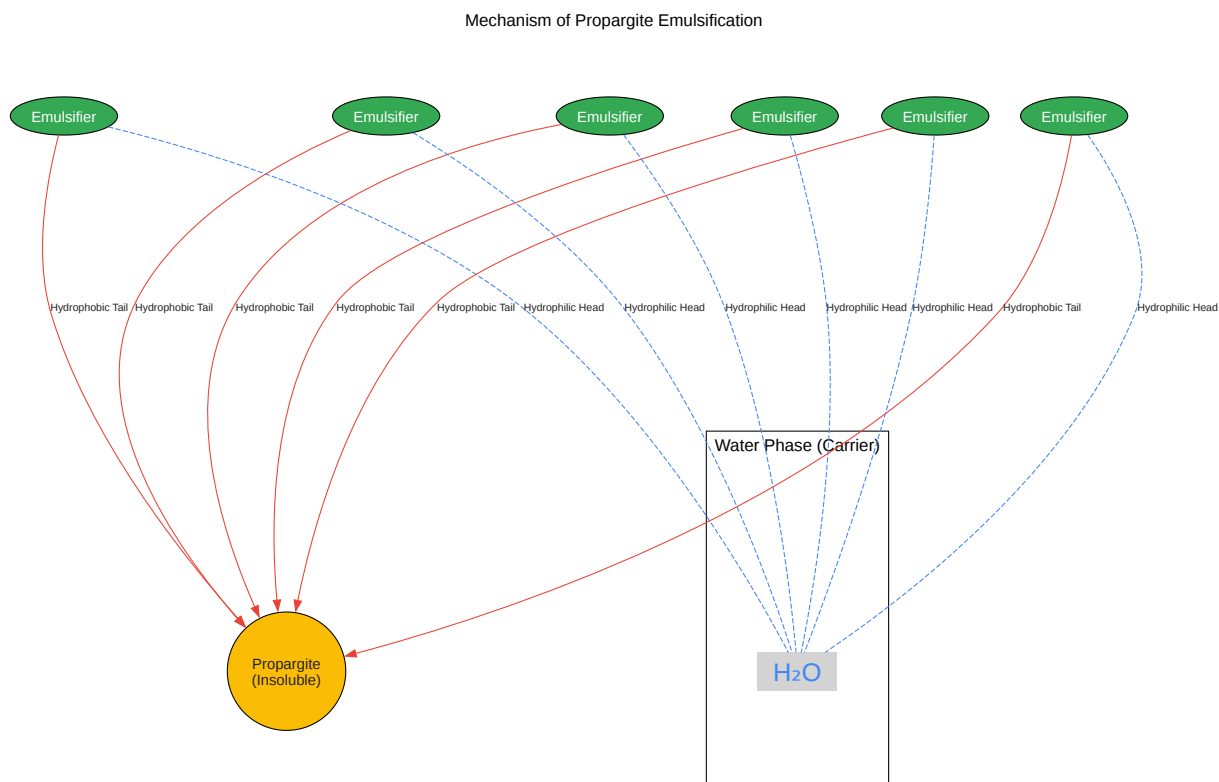 Mechanism of Propargite Emulsification
Emulsifier
Emulsifier
Emulsifier
Emulsifier
Emulsifier
Emulsifier
Hydrophobic Tail
Hydrophobic Tail
Hydrophobic Tail
Hydrophobic Tail
Hydrophobic Tail
Hydrophilic Head
Hydrophilic Head
Hydrophilic Head
Hydrophilic Head
Hydrophilic Head
Hydrophobic Tail
Hydrophilic Head
Water Phase (Carrier)
Propargite
(Insoluble)
H₂O